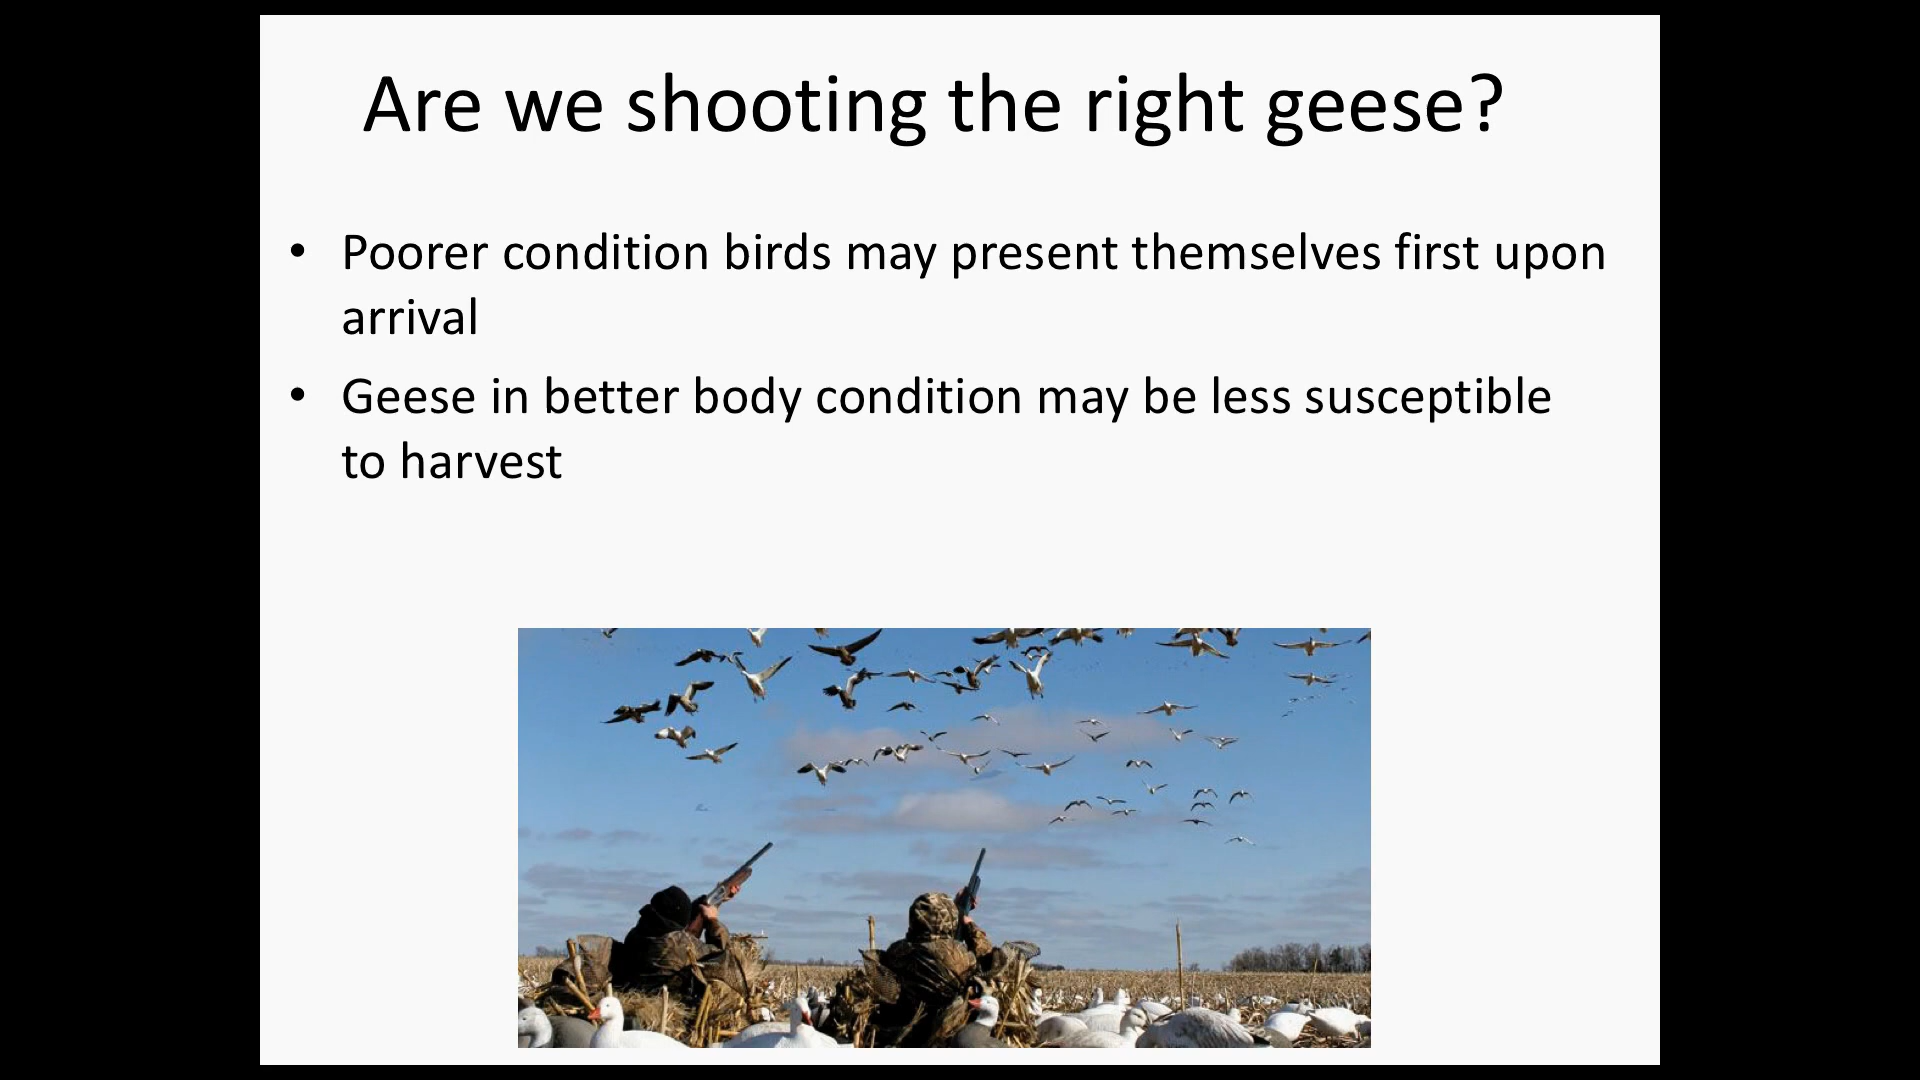 Are we shooting the right geese?
• Poorer condition birds may present themselves first upon
arrival
• Geese in better body condition may be less susceptible
to harvest